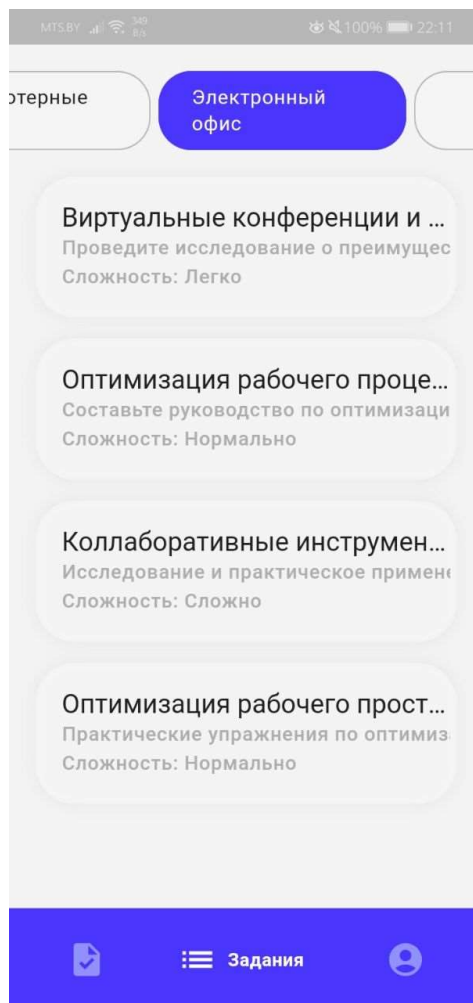 MTS.BY 349 B/s 100% 22:11
отерные
Электронный
офис
Виртуальные конференции и ...
Проведите исследование о преимущес
Сложность: Легко
Оптимизация рабочего проце...
Составьте руководство по оптимизаци
Сложность: Нормально
Коллаборативные инструмен...
Исследование и практическое примене
Сложность: Сложно
Оптимизация рабочего прост...
Практические упражнения по оптимиз
Сложность: Нормально
Задания